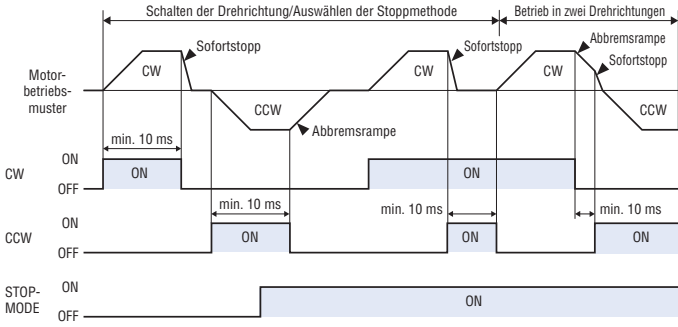 Schalten der Drehrichtung/Auswählen der Stoppmethode
Betrieb in zwei Drehrichtungen
Motor-
betriebs-
muster
CW
Sofortstopp
CCW
Abbremsrampe
CW
Sofortstopp
CW
Abbremsrampe
Sofortstopp
CCW
min. 10 ms
CW
ON
OFF
ON
ON
min. 10 ms
min. 10 ms
min. 10 ms
CCW
ON
OFF
ON
ON
ON
STOP-
MODE
ON
OFF
ON